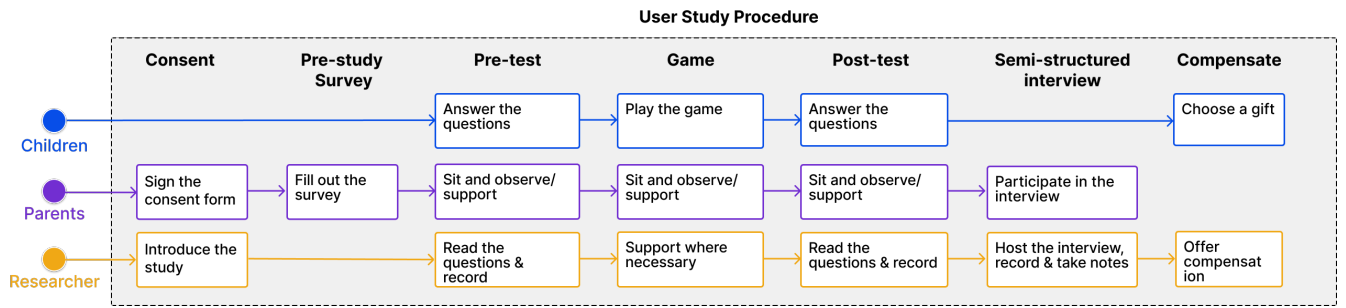 User Study Procedure
Consent
Pre-study
Survey
Pre-test
Game
Post-test
Semi-structured
interview
Compensate
Children
Answer the
questions
Play the game
Answer the
questions
Choose a gift
Parents
Sign the
consent form
Fill out the
survey
Sit and observe/
support
Sit and observe/
support
Sit and observe/
support
Participate in the
interview
Researcher
Introduce the
study
Read the
questions &
record
Support where
necessary
Read the
questions & record
Host the interview,
record & take notes
Offer
compensat
ion